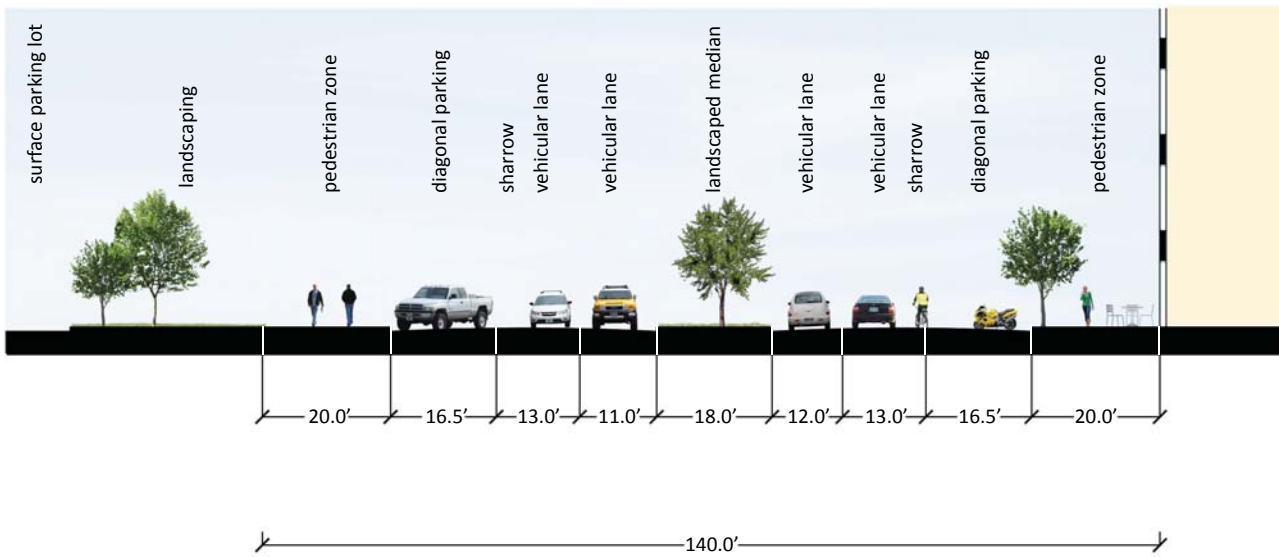 surface parking lot
landscaping
pedestrian zone
diagonal parking
sharrow
vehicular lane
vehicular lane
landscaped median
vehicular lane
vehicular lane
sharrow
diagonal parking
pedestrian zone
20.0’
16.5’
13.0’
11.0’
18.0’
12.0’
13.0’
16.5’
20.0’
140.0’